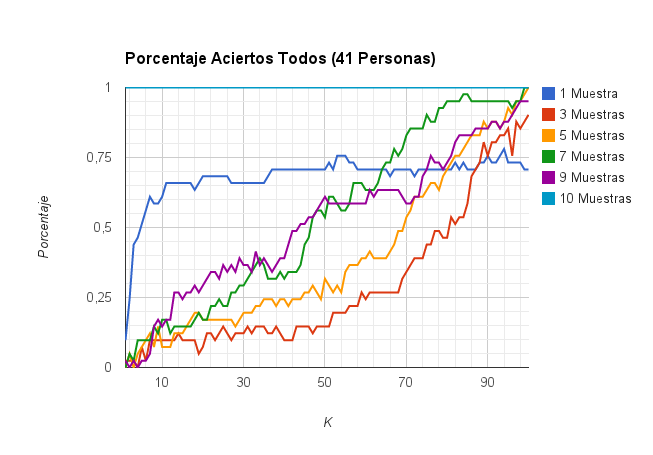 Porcentaje Aciertos Todos (41 Personas)
1
0,75
0,5
0,25
0
Porcentaje
10
30
50
70
90
K
1 Muestra
3 Muestras
5 Muestras
7 Muestras
9 Muestras
10 Muestras